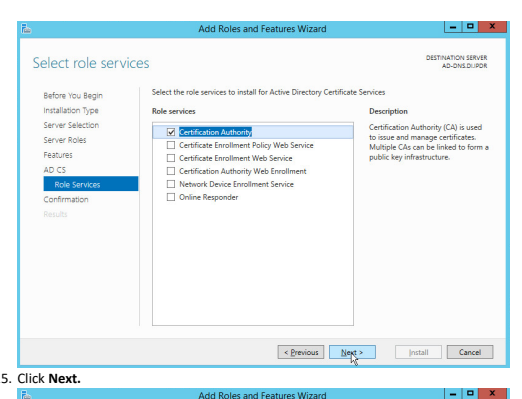 Add Roles and Features Wizard
Select role services
DESTINATION SERVER
AD-DNS.DI.IPDR
Before You Begin
Installation Type
Server Selection
Server Roles
Features
AD CS
Role Services
Confirmation
Results
Select the role services to install for Active Directory Certificate Services
Role services
Certification Authority
Certificate Enrollment Policy Web Service
Certificate Enrollment Web Service
Certification Authority Web Enrollment
Network Device Enrollment Service
Online Responder
Description
Certification Authority (CA) is used
to issue and manage certificates.
Multiple CAs can be linked to form a
public key infrastructure.
< Previous
Next >
Install
Cancel
5. Click Next.
Add Roles and Features Wizard